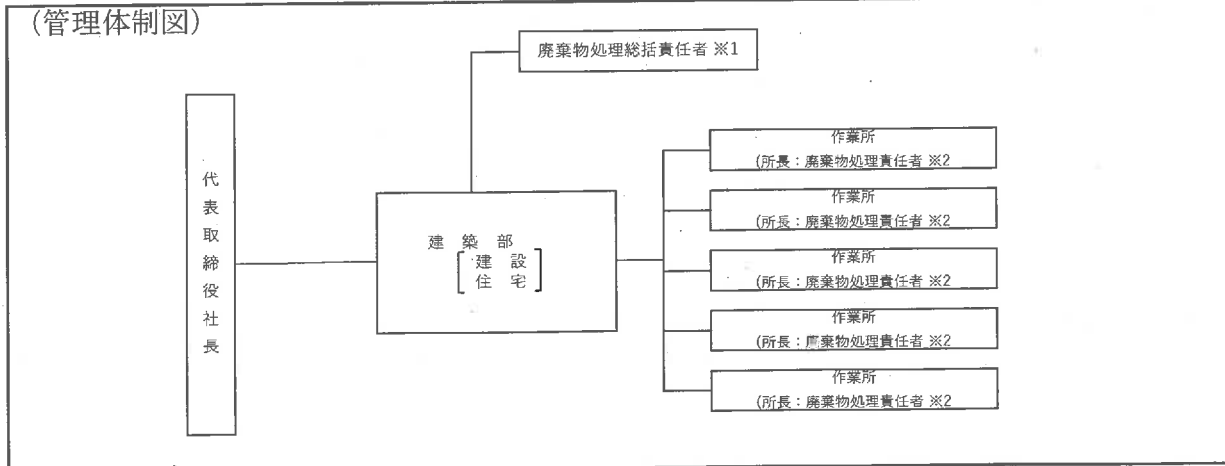 (管理体制図)
廃棄物処理総括責任者 ※1
代表取締役社長
建 築 部
建 設
住 宅
作業所
(所長：廃棄物処理責任者 ※2
作業所
(所長：廃棄物処理責任者 ※2
作業所
(所長：廃棄物処理責任者 ※2
作業所
(所長：廃棄物処理責任者 ※2
作業所
(所長：廃棄物処理責任者 ※2